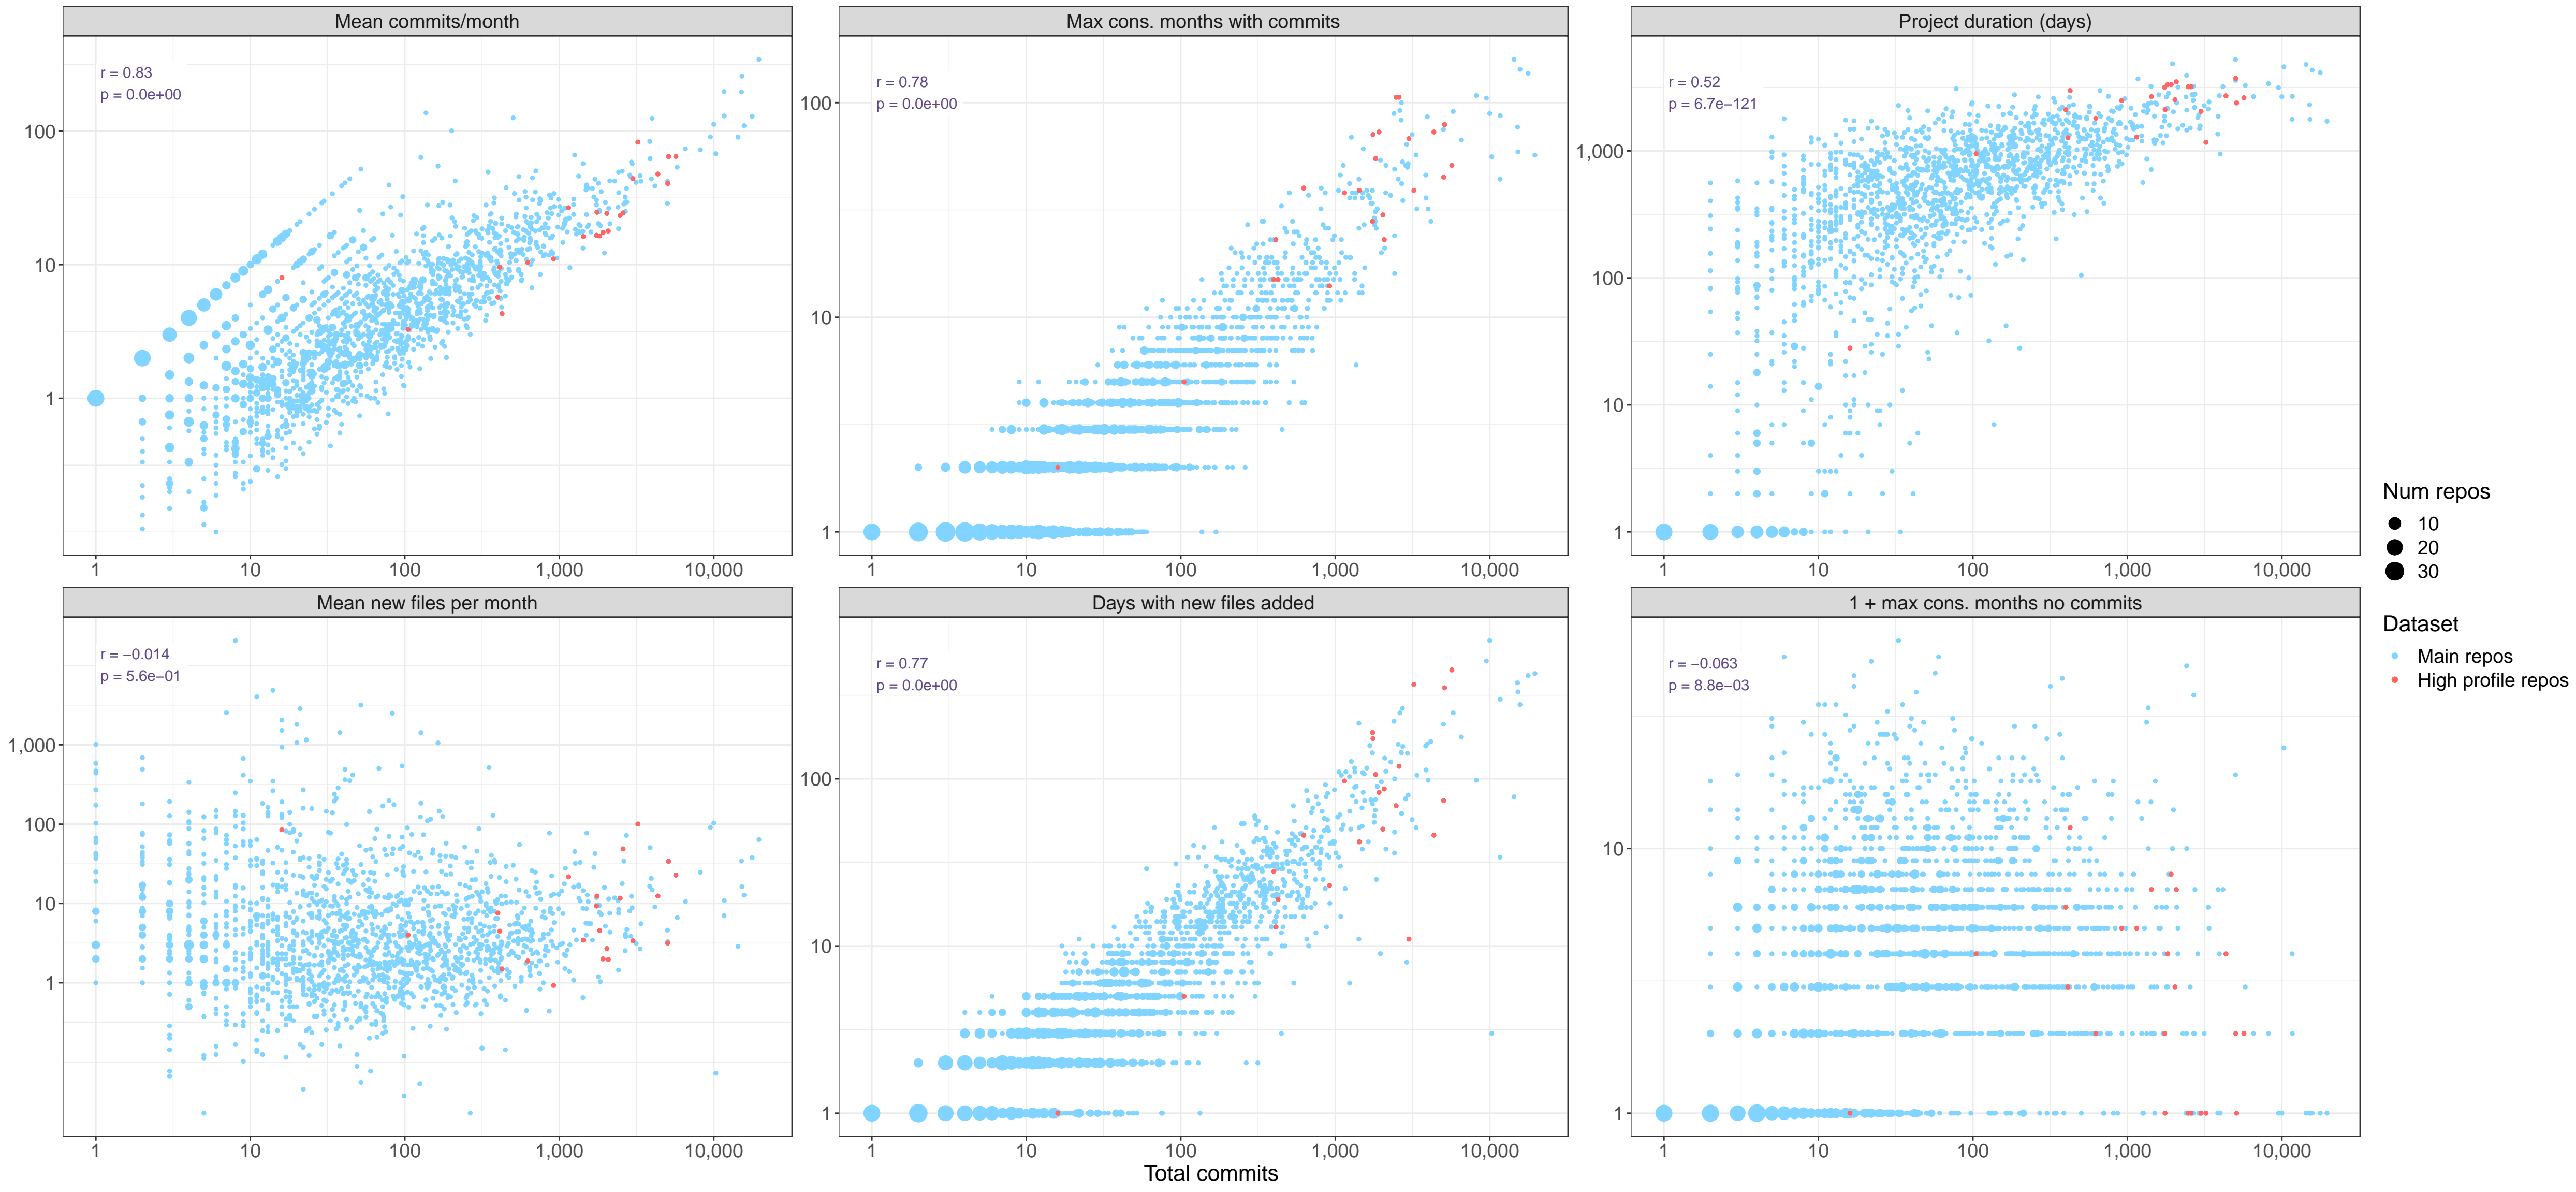 Mean commits/month
r = 0.83
p = 0.0e+00
100
10
1
1
10
100
1,000
10,000
Max cons. months with commits
r = 0.78
p = 0.0e+00
100
10
1
1
10
100
1,000
10,000
Project duration (days)
r = 0.52
p = 6.7e−121
1,000
100
10
1
1
10
100
1,000
10,000
Mean new files per month
r = −0.014
p = 5.6e−01
1,000
100
10
1
1
10
100
1,000
10,000
Days with new files added
r = 0.77
p = 0.0e+00
100
10
1
1
10
100
1,000
10,000
1 + max cons. months no commits
r = −0.063
p = 8.8e−03
10
1
1
10
100
1,000
10,000
Total commits
Num repos
10
20
30
Dataset
Main repos
High profile repos